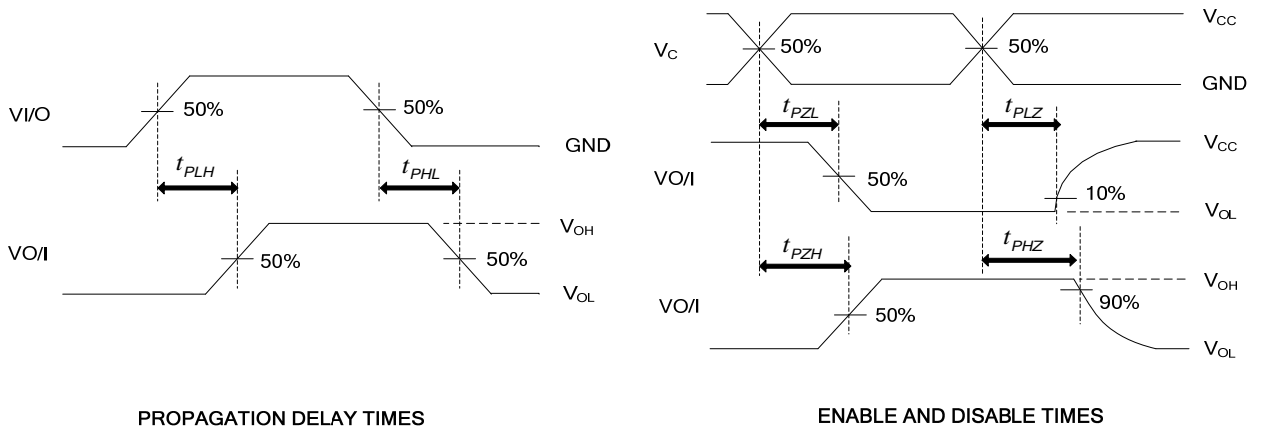 VI/O
50%
50%
GND
tPLH
tPHL
VO/I
50%
50%
VOH
VOL
PROPAGATION DELAY TIMES
VC
50%
50%
VCC
GND
tPZL
tPLZ
VO/I
50%
10%
VCC
VOL
tPZH
tPHZ
VO/I
50%
90%
VOH
VOL
ENABLE AND DISABLE TIMES